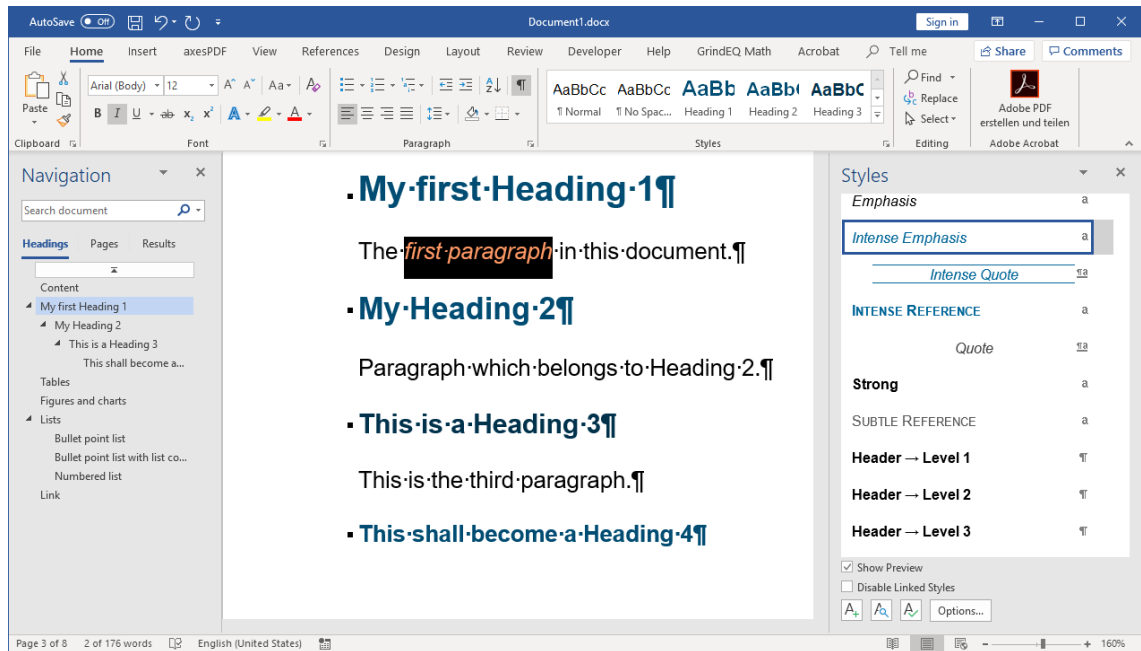 AutoSave Off Document1.docx Sign in
File Home Insert axesPDF View References Design Layout Review Developer Help GrindEQ Math Acrobat Tell me Share Comments
Paste
Arial (Body) 12 A A Aa A
B I U ab x₂ x² A A
AaBbCc AaBbCc AaBb AaBb( AaBbC
¶ Normal ¶ No Spac... Heading 1 Heading 2 Heading 3
Find
Replace
Select
Adobe PDF
erstellen und teilen
Clipboard Font Paragraph Styles Editing Adobe Acrobat
Navigation
Search document
Headings Pages Results
Content
My first Heading 1
My Heading 2
This is a Heading 3
This shall become a...
Tables
Figures and charts
Lists
Bullet point list
Bullet point list with list co...
Numbered list
Link
My·first·Heading·1¶
The·first·paragraph·in·this·document.¶
My·Heading·2¶
Paragraph·which·belongs·to·Heading·2.¶
This·is·a·Heading·3¶
This·is·the·third·paragraph.¶
This·shall·become·a·Heading·4¶
Styles
Emphasis a
Intense Emphasis a
Intense Quote ¶a
INTENSE REFERENCE a
Quote ¶a
Strong a
SUBTLE REFERENCE a
Header → Level 1 ¶
Header → Level 2 ¶
Header → Level 3 ¶
Show Preview
Disable Linked Styles
Options...
Page 3 of 8 2 of 176 words English (United States) 160%